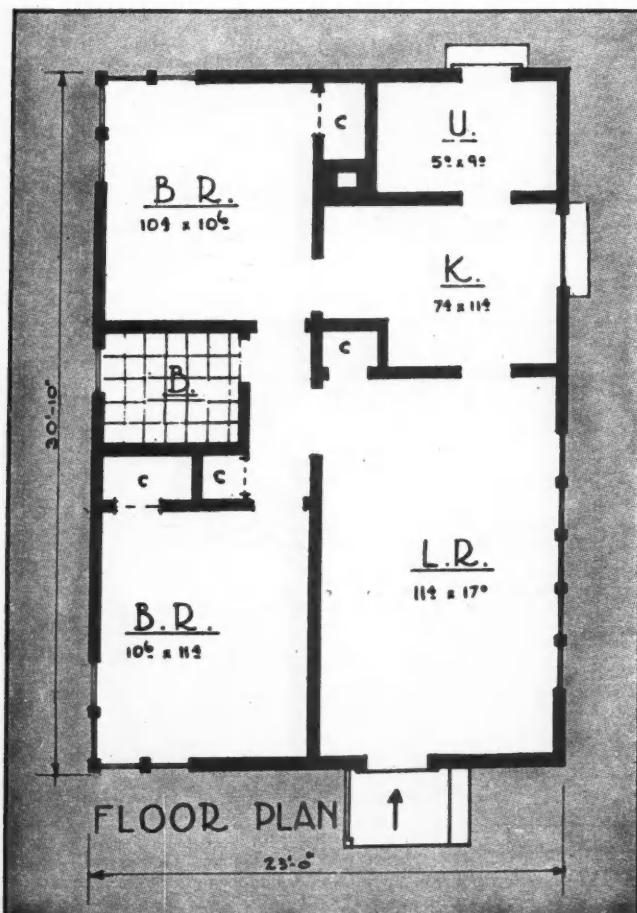 C
U.
5⁰ x 9⁰
B R.
10⁴ x 10⁶
K.
7⁴ x 11⁴
C
B.
30'-10"
C
C
L.R.
11⁴ x 17⁰
B.R.
10⁶ x 11⁴
FLOOR PLAN
23'-0"